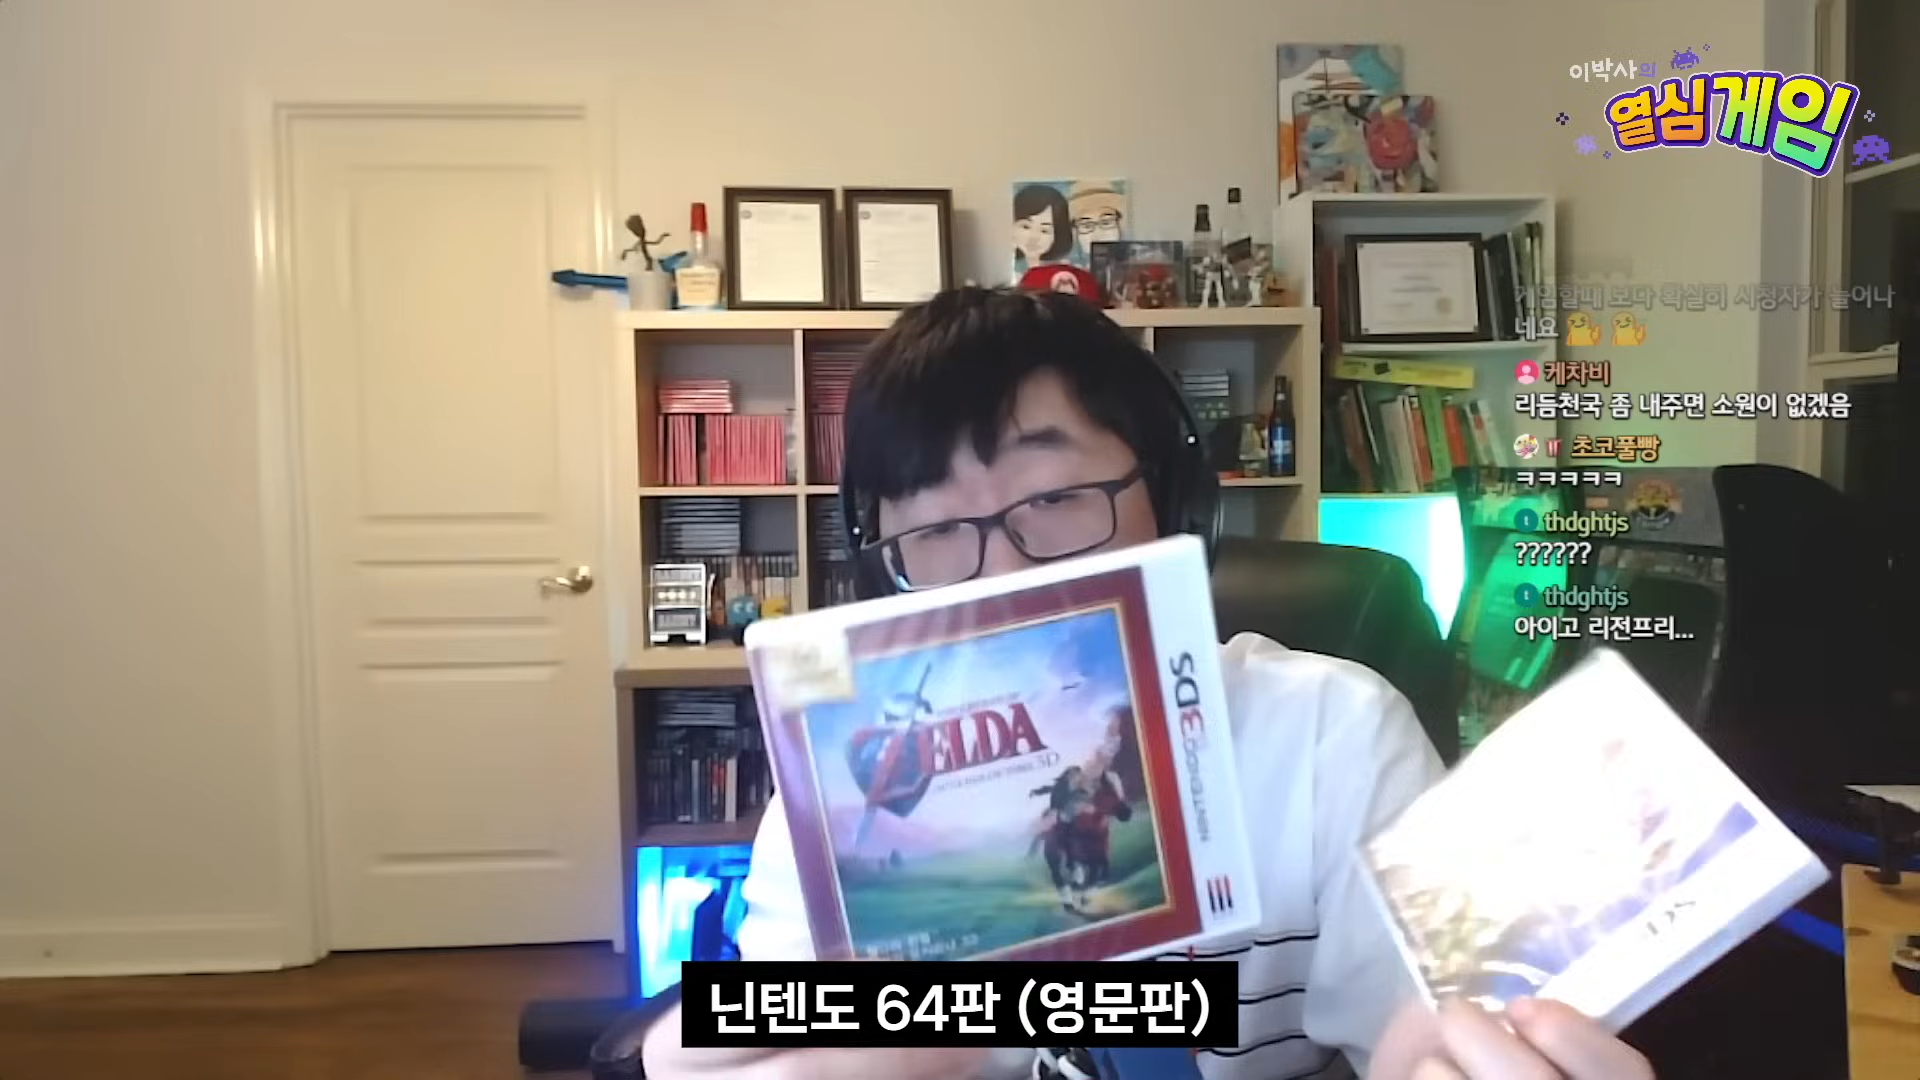 이박사의
열심게임
게임할때 보다 확실히 시청자가 늘어나
네요
케차비
리듬천국 좀 내주면 소원이 없겠음
초코풀빵
ㅋㅋㅋㅋㅋ
thdghtjs
??????
thdghtjs
아이고 리전프리...
ZELDA
3D
NINTENDO3DS
닌텐도 64판 (영문판)